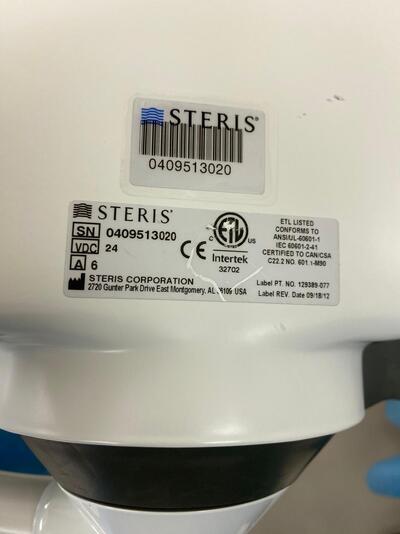 STERIS®
0409513020
STERIS®
SN 0409513020
VDC 24
A 6
STERIS CORPORATION
2720 Gunter Park Drive East Montgomery, AL 36109 USA
CE
ETL
C US
Intertek
32702
ETL LISTED
CONFORMS TO
ANSI/UL-60601-1
IEC 60601-2-41
CERTIFIED TO CAN/CSA
C22.2 NO. 601.1-M90
Label PT. NO. 129389-077
Label REV. Date 09/18/12